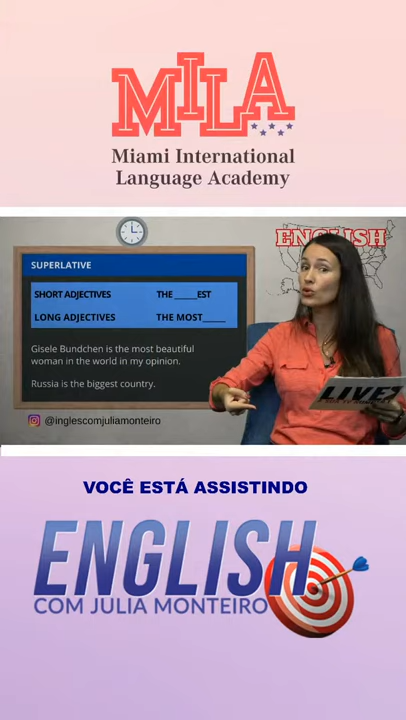 MILA
Miami International
Language Academy
ENGLISH
SUPERLATIVE
SHORT ADJECTIVES THE _____EST
LONG ADJECTIVES THE MOST_____
Gisele Bundchen is the most beautiful
woman in the world in my opinion.
Russia is the biggest country.
LIVE
@inglescomjuliamonteiro
VOCÊ ESTÁ ASSISTINDO
ENGLISH
COM JULIA MONTEIRO